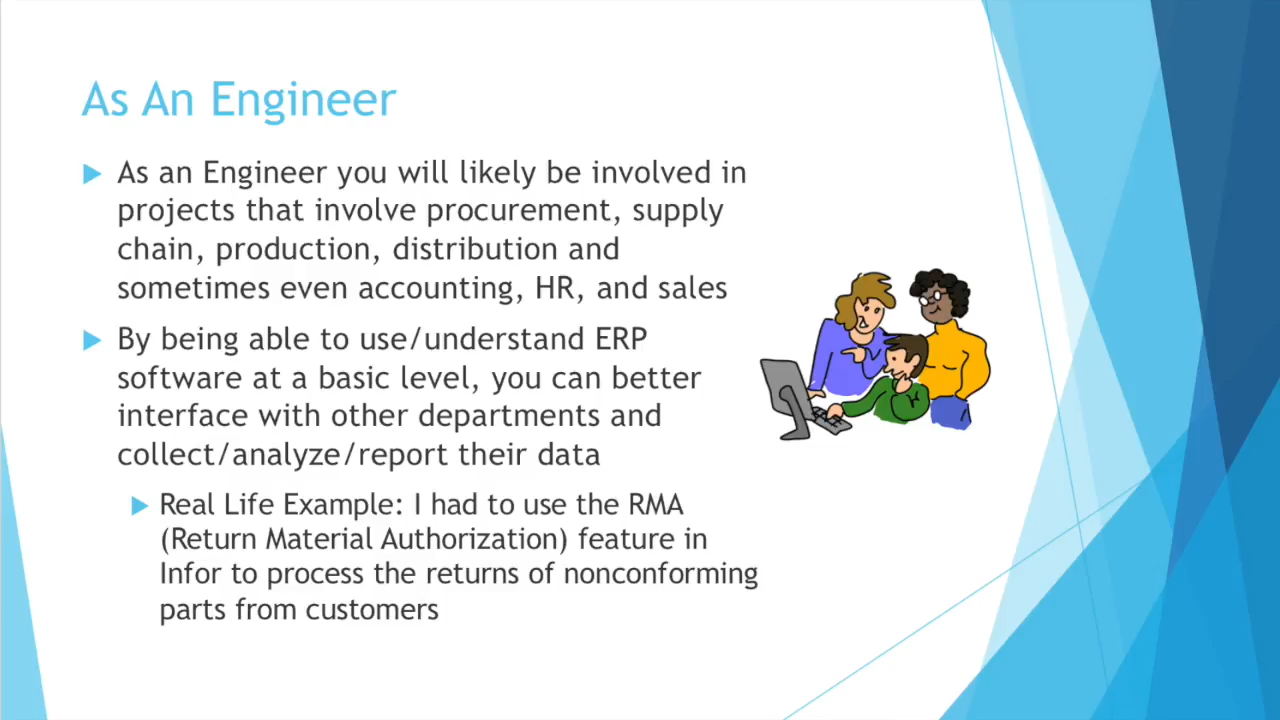 As An Engineer
As an Engineer you will likely be involved in
projects that involve procurement, supply
chain, production, distribution and
sometimes even accounting, HR, and sales
By being able to use/understand ERP
software at a basic level, you can better
interface with other departments and
collect/analyze/report their data
Real Life Example: I had to use the RMA
(Return Material Authorization) feature in
Infor to process the returns of nonconforming
parts from customers